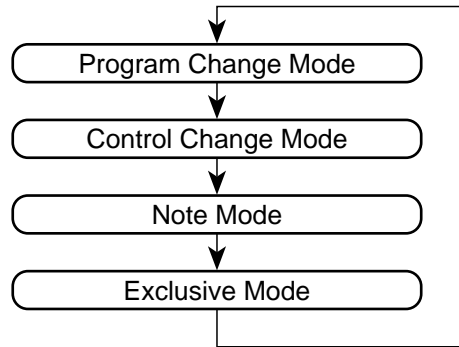 Program Change Mode
Control Change Mode
Note Mode
Exclusive Mode